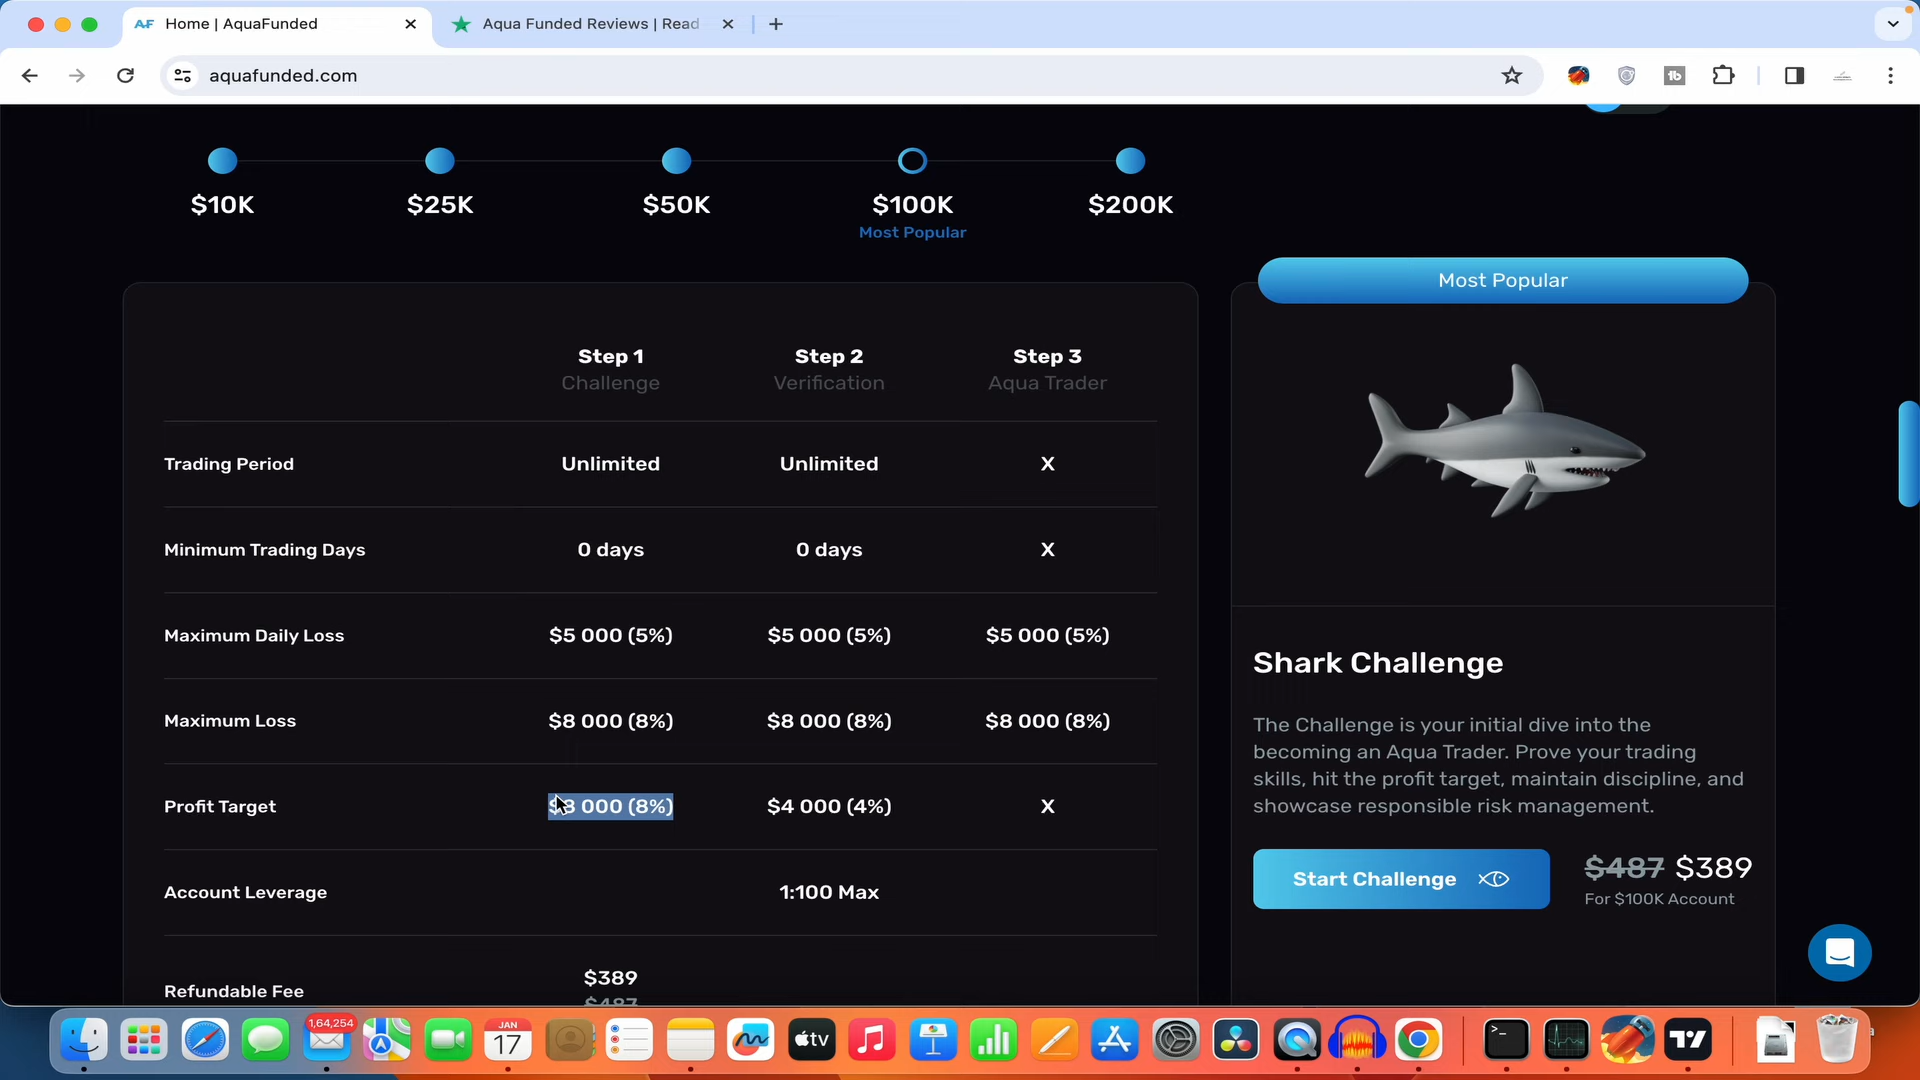 Home | AquaFunded
Aqua Funded Reviews | Read
aquafunded.com
$10K
$25K
$50K
$100K
$200K
Most Popular
Most Popular
Step 1
Step 2
Step 3
Challenge
Verification
Aqua Trader
Trading Period
Unlimited
Unlimited
X
Minimum Trading Days
0 days
0 days
X
Maximum Daily Loss
$5 000 (5%)
$5 000 (5%)
$5 000 (5%)
Maximum Loss
$8 000 (8%)
$8 000 (8%)
$8 000 (8%)
Profit Target
$8 000 (8%)
$4 000 (4%)
X
Account Leverage
1:100 Max
Refundable Fee
$389
$487
Shark Challenge
The Challenge is your initial dive into the
becoming an Aqua Trader. Prove your trading
skills, hit the profit target, maintain discipline, and
showcase responsible risk management.
Start Challenge
$487 $389
For $100K Account
1,64,254
JAN
17
tv